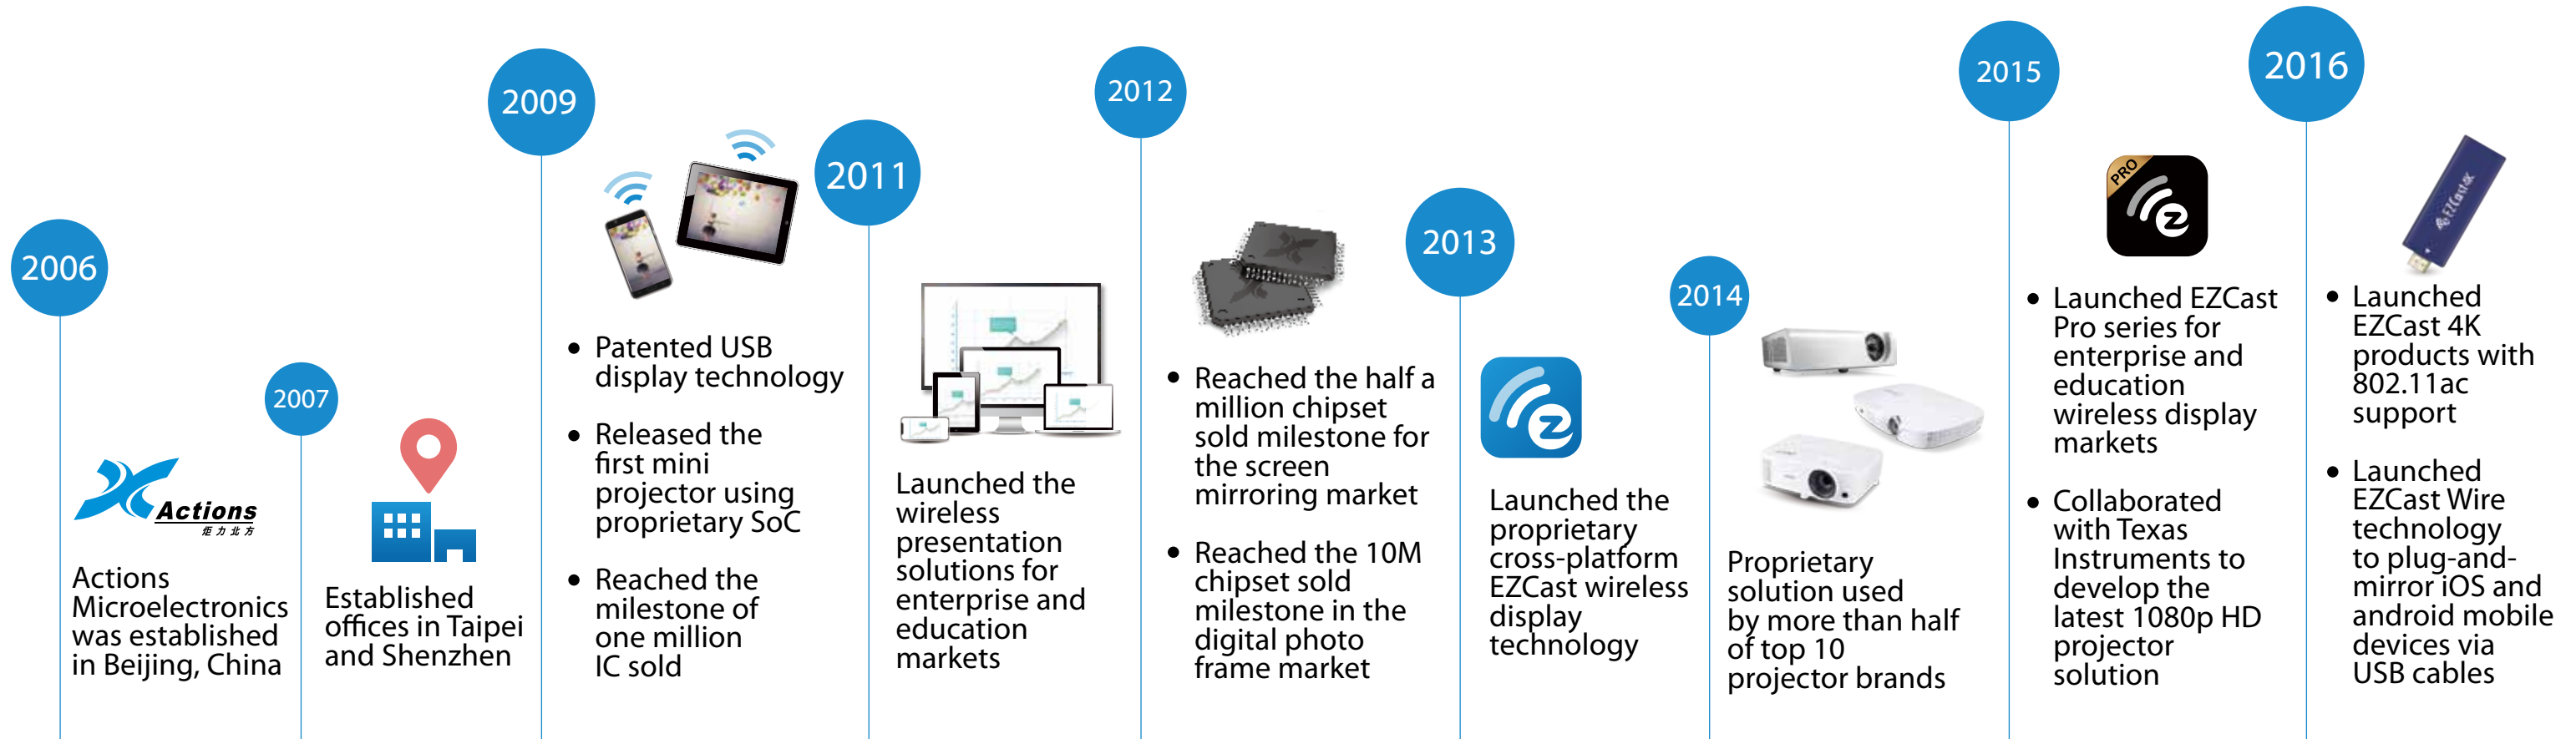 2006
Actions
炬力北方
Actions
Microelectronics
was established
in Beijing, China
2007
Established
offices in Taipei
and Shenzhen
2009
• Patented USB
display technology
• Released the
first mini
projector using
proprietary SoC
• Reached the
milestone of
one million
IC sold
2011
Launched the
wireless
presentation
solutions for
enterprise and
education
markets
2012
• Reached the half a
million chipset
sold milestone for
the screen
mirroring market
• Reached the 10M
chipset sold
milestone in the
digital photo
frame market
2013
Launched the
proprietary
cross-platform
EZCast wireless
display
technology
2014
Proprietary
solution used
by more than half
of top 10
projector brands
2015
PRO
• Launched EZCast
Pro series for
enterprise and
education
wireless display
markets
• Collaborated
with Texas
Instruments to
develop the
latest 1080p HD
projector
solution
2016
EZCast 4K
• Launched
EZCast 4K
products with
802.11ac
support
• Launched
EZCast Wire
technology
to plug-and-
mirror iOS and
android mobile
devices via
USB cables